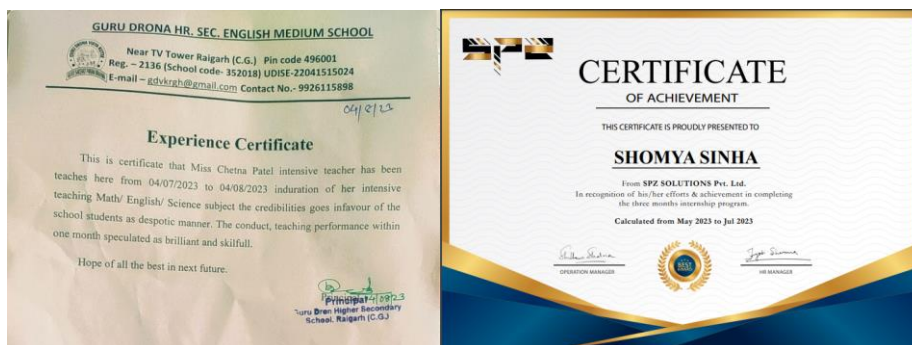 GURU DRONA HR. SEC. ENGLISH MEDIUM SCHOOL
Near TV Tower Raigarh (C.G.) Pin code 496001
Reg. – 2136 (School code- 352018) UDISE-22041515024
E-mail – gdvkrgh@gmail.com Contact No.- 9926115898
04/8/23
Experience Certificate
This is certificate that Miss Chetna Patel intensive teacher has been
teaches here from 04/07/2023 to 04/08/2023 induration of her intensive
teaching Math/ English/ Science subject the credibilities goes infavour of the
school students as despotic manner. The conduct, teaching performance within
one month speculated as brilliant and skilfull.
Hope of all the best in next future.
Principal
Guru Dron Higher Secondary
School, Raigarh (C.G.)
SPZ
CERTIFICATE
OF ACHIEVEMENT
THIS CERTIFICATE IS PROUDLY PRESENTED TO
SHOMYA SINHA
From SPZ SOLUTIONS Pvt. Ltd.
In recognition of his/her efforts & achievement in completing
the three months internship program.
Calculated from May 2023 to Jul 2023
OPERATION MANAGER
BEST
HR MANAGER